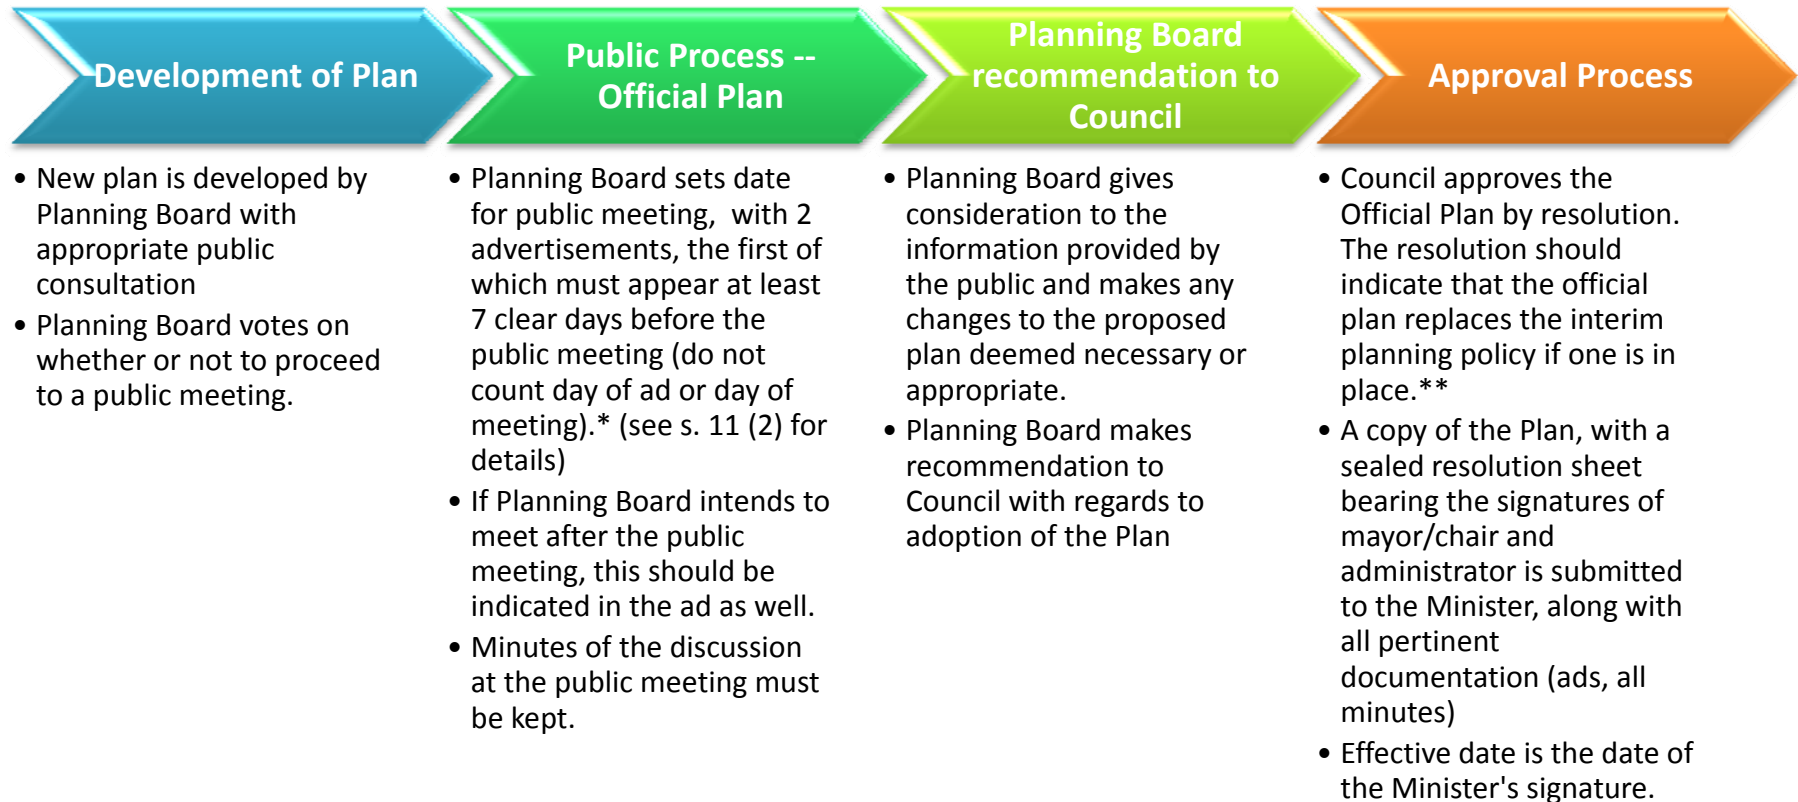 Development of Plan
• New plan is developed by
Planning Board with
appropriate public
consultation
• Planning Board votes on
whether or not to proceed
to a public meeting.
Public Process --
Official Plan
• Planning Board sets date
for public meeting,  with 2
advertisements, the first of
which must appear at least
7 clear days before the
public meeting (do not
count day of ad or day of
meeting).* (see s. 11 (2) for
details)
• If Planning Board intends to
meet after the public
meeting, this should be
indicated in the ad as well.
• Minutes of the discussion
at the public meeting must
be kept.
Planning Board
recommendation to
Council
• Planning Board gives
consideration to the
information provided by
the public and makes any
changes to the proposed
plan deemed necessary or
appropriate.
• Planning Board makes
recommendation to
Council with regards to
adoption of the Plan
Approval Process
• Council approves the
Official Plan by resolution.
The resolution should
indicate that the official
plan replaces the interim
planning policy if one is in
place.**
• A copy of the Plan, with a
sealed resolution sheet
bearing the signatures of
mayor/chair and
administrator is submitted
to the Minister, along with
all pertinent
documentation (ads, all
minutes)
• Effective date is the date of
the Minister's signature.